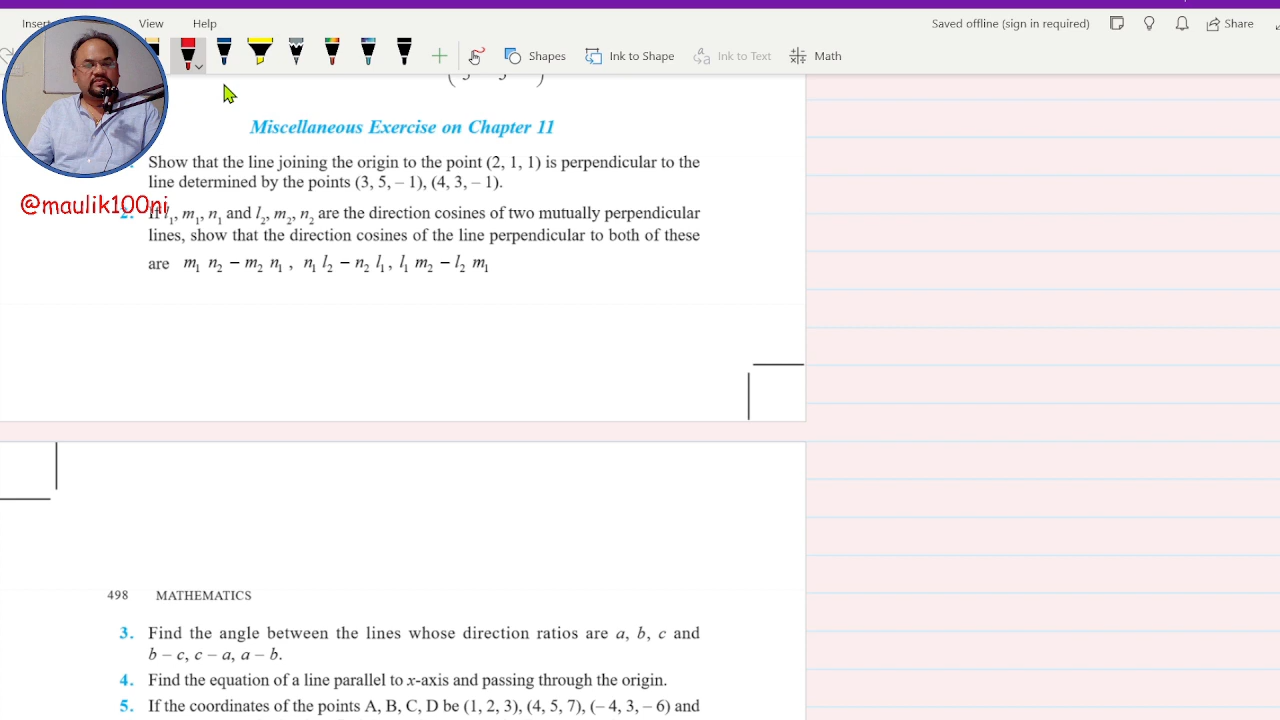 View Help Saved offline (sign in required) Share
Shapes Ink to Shape Ink to Text Math
Miscellaneous Exercise on Chapter 11
Show that the line joining the origin to the point (2, 1, 1) is perpendicular to the
line determined by the points (3, 5, – 1), (4, 3, – 1).
@maulik100ni
2. If l₁, m₁, n₁ and l₂, m₂, n₂ are the direction cosines of two mutually perpendicular
lines, show that the direction cosines of the line perpendicular to both of these
are m₁ n₂ − m₂ n₁ , n₁ l₂ − n₂ l₁ , l₁ m₂ − l₂ m₁
498 MATHEMATICS
3. Find the angle between the lines whose direction ratios are a, b, c and
b – c, c – a, a – b.
4. Find the equation of a line parallel to x-axis and passing through the origin.
5. If the coordinates of the points A, B, C, D be (1, 2, 3), (4, 5, 7), (– 4, 3, – 6) and